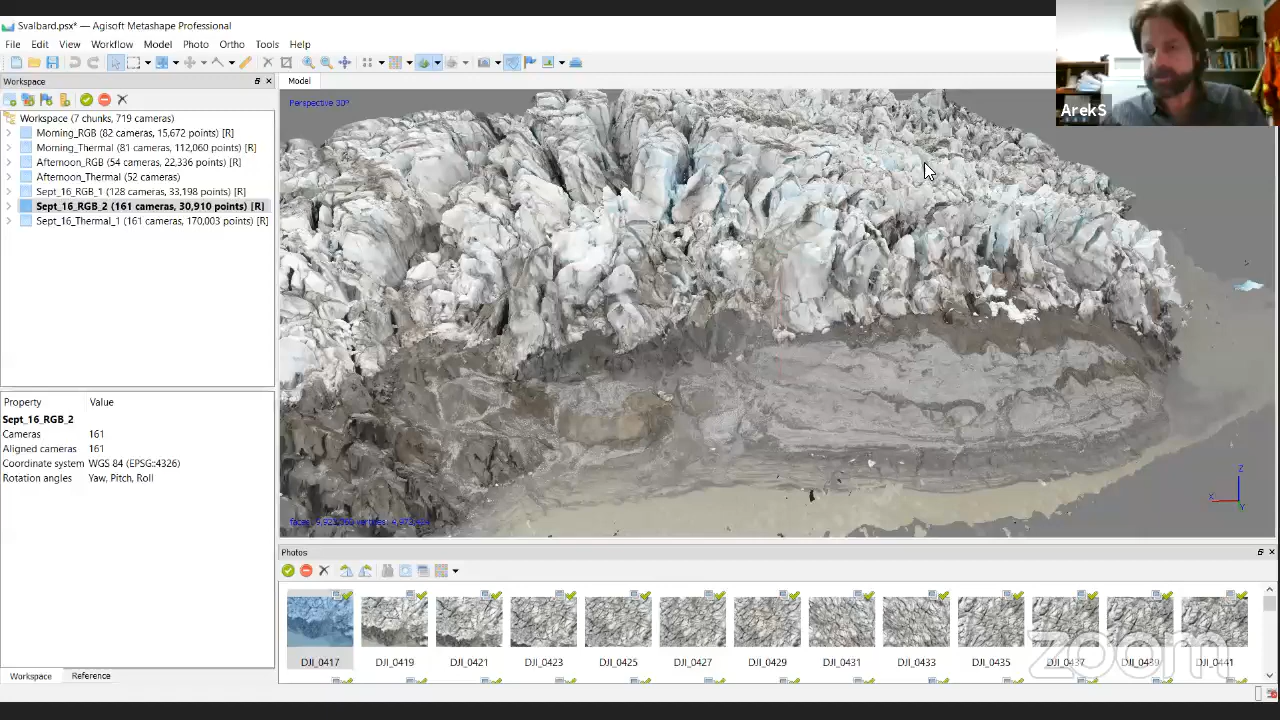 Svalbard.psx* — Agisoft Metashape Professional
File Edit View Workflow Model Photo Ortho Tools Help
Workspace
Model
Workspace (7 chunks, 719 cameras)
Morning_RGB (82 cameras, 15,672 points) [R]
Morning_Thermal (81 cameras, 112,060 points) [R]
Afternoon_RGB (54 cameras, 22,336 points) [R]
Afternoon_Thermal (52 cameras)
Sept_16_RGB_1 (128 cameras, 33,198 points) [R]
Sept_16_RGB_2 (161 cameras, 30,910 points) [R]
Sept_16_Thermal_1 (161 cameras, 170,003 points) [R]
Perspective 30°
ArekS
Property Value
Sept_16_RGB_2
Cameras 161
Aligned cameras 161
Coordinate system WGS 84 (EPSG::4326)
Rotation angles Yaw, Pitch, Roll
faces: vertices:
Z
X
Y
Photos
DJI_0417 DJI_0419 DJI_0421 DJI_0423 DJI_0425 DJI_0427 DJI_0429 DJI_0431 DJI_0433 DJI_0435 DJI_0437 DJI_0439 DJI_0441
zoom
Workspace Reference